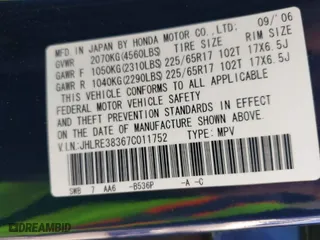 MFD. IN JAPAN BY HONDA MOTOR CO.,LTD: 09/'06
GVWR 2070KG(4560LBS) TIRE SIZE RIM SIZE
GAWR F 1050KG(2310LBS) 225/65R17 102T 17X6.5J
GAWR R 1040KG(2290LBS) 225/65R17 102T 17X6.5J
THIS VEHICLE CONFORMS TO ALL APPLICABLE
FEDERAL MOTOR VEHICLE SAFETY
AND THEFT PREVENTION STANDARDS IN EFFECT
ON THE DATE OF MANUFACTURE SHOWN ABOVE.
V.I.N:JHLRE38367C011752 TYPE: MPV
SWB 7 AA6 -B536P -A -C
DREAMBID